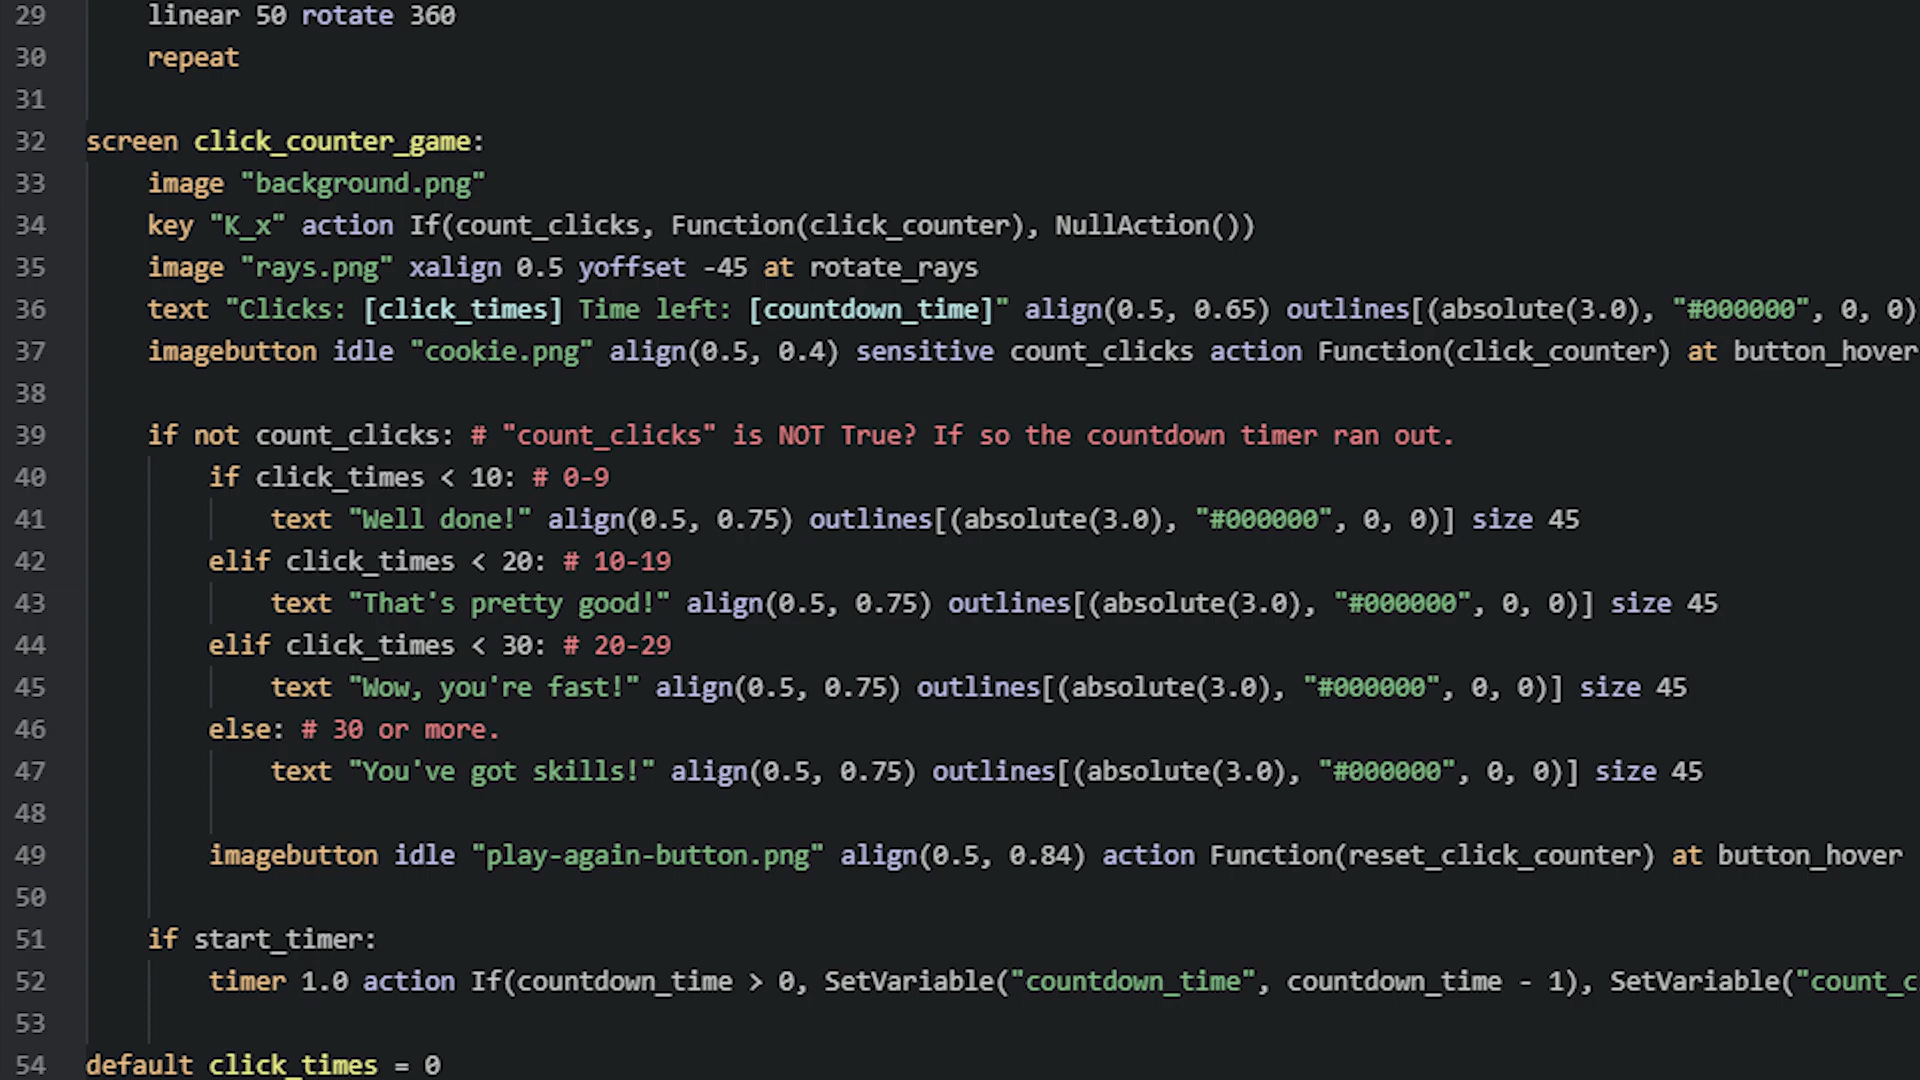 29 linear 50 rotate 360
30 repeat
31
32 screen click_counter_game:
33 image "background.png"
34 key "K_x" action If(count_clicks, Function(click_counter), NullAction())
35 image "rays.png" xalign 0.5 yoffset -45 at rotate_rays
36 text "Clicks: [click_times] Time left: [countdown_time]" align(0.5, 0.65) outlines[(absolute(3.0), "#000000", 0, 0)
37 imagebutton idle "cookie.png" align(0.5, 0.4) sensitive count_clicks action Function(click_counter) at button_hover
38
39 if not count_clicks: # "count_clicks" is NOT True? If so the countdown timer ran out.
40 if click_times < 10: # 0-9
41 text "Well done!" align(0.5, 0.75) outlines[(absolute(3.0), "#000000", 0, 0)] size 45
42 elif click_times < 20: # 10-19
43 text "That's pretty good!" align(0.5, 0.75) outlines[(absolute(3.0), "#000000", 0, 0)] size 45
44 elif click_times < 30: # 20-29
45 text "Wow, you're fast!" align(0.5, 0.75) outlines[(absolute(3.0), "#000000", 0, 0)] size 45
46 else: # 30 or more.
47 text "You've got skills!" align(0.5, 0.75) outlines[(absolute(3.0), "#000000", 0, 0)] size 45
48
49 imagebutton idle "play-again-button.png" align(0.5, 0.84) action Function(reset_click_counter) at button_hover
50
51 if start_timer:
52 timer 1.0 action If(countdown_time > 0, SetVariable("countdown_time", countdown_time - 1), SetVariable("count_c
53
54 default click_times = 0